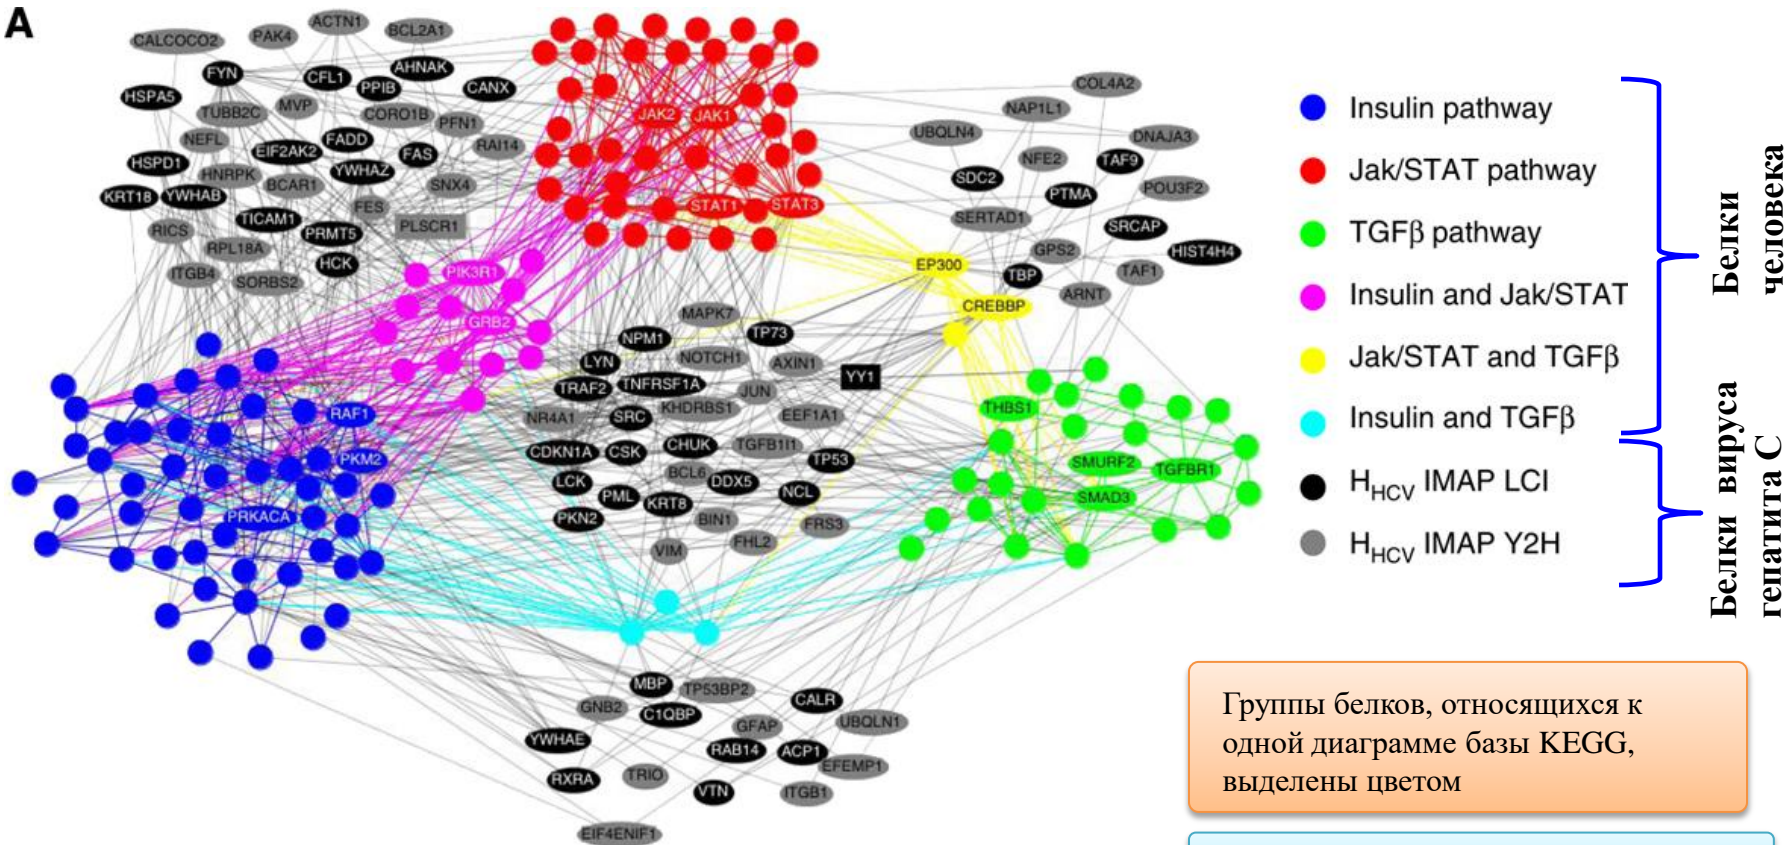 A
ACTN1
BCL2A1
PAK4
CALCOCO2
AHNAK
FYN
CFL1
PPIB
CANX
HSPA5
MVP
TUBB2C
CORO1B
PFN1
NEFL
FADD
RAI14
EIF2AK2
FAS
HSPD1
YWHAZ
HNRPK
BCAR1
SNX4
KRT18
YWHAB
FES
TICAM1
PLSCR1
RICS
PRMT5
RPL18A
HCK
ITGB4
SORBS2
JAK2
JAK1
STAT1
STAT3
COL4A2
NAP1L1
UBQLN4
DNAJA3
NFE2
TAF9
SDC2
PTMA
POU3F2
SERTAD1
SRCAP
GPS2
HIST4H4
TBP
TAF1
ARNT
EP300
CREBBP
PIK3R1
GRB2
MAPK7
NPM1
TP73
LYN
NOTCH1
AXIN1
TRAF2
TNFRSF1A
YY1
JUN
NR4A1
SRC
KHDRBS1
EEF1A1
CDKN1A
CSK
CHUK
TGFB1I1
TP53
BCL6
LCK
DDX5
PML
KRT8
NCL
PKN2
BIN1
FRS3
VIM
FHL2
RAF1
PKM2
PRKACA
THBS1
SMURF2
TGFBR1
SMAD3
MBP
TP53BP2
GNB2
C1QBP
CALR
GFAP
UBQLN1
YWHAE
RAB14
ACP1
EFEMP1
RXRA
TRIO
VTN
ITGB1
EIF4ENIF1
Insulin pathway
Jak/STAT pathway
TGFβ pathway
Insulin and Jak/STAT
Jak/STAT and TGFβ
Insulin and TGFβ
H_HCV IMAP LCI
H_HCV IMAP Y2H
Белки
человека
Белки вируса
гепатита С
Группы белков, относящихся к
одной диаграмме базы KEGG,
выделены цветом